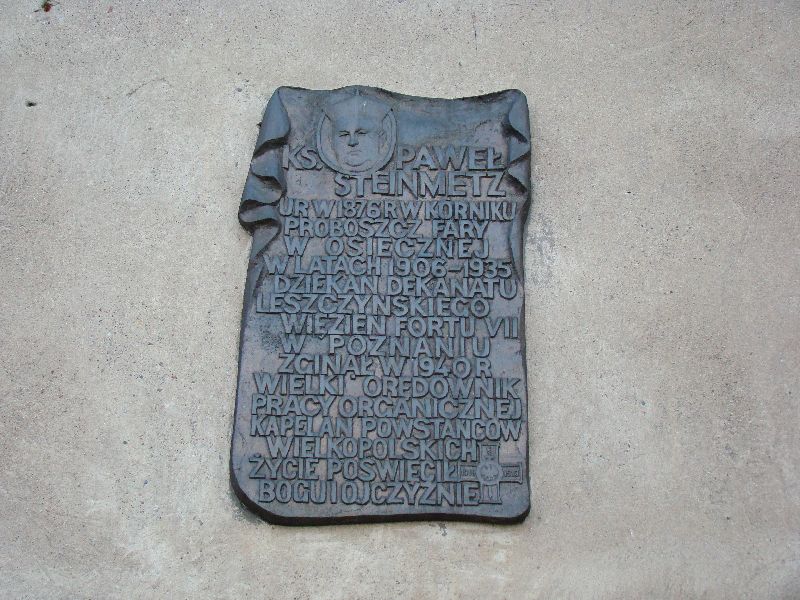 KS. PAWEŁ
STEINMETZ
UR W 1876 R W KÓRNIKU
PROBOSZCZ FARY
W OSIECZNEJ
W LATACH 1906-1935
DZIEKAN DEKANATU
LESZCZYŃSKIEGO
WIĘZIEŃ FORTU VII
W POZNANIU
ZGINĄŁ W 1940 R
WIELKI ORĘDOWNIK
PRACY ORGANICZNEJ
KAPELAN POWSTAŃCÓW
WIELKOPOLSKICH
ŻYCIE POŚWIĘCIŁ
BOGU I OJCZYŹNIE